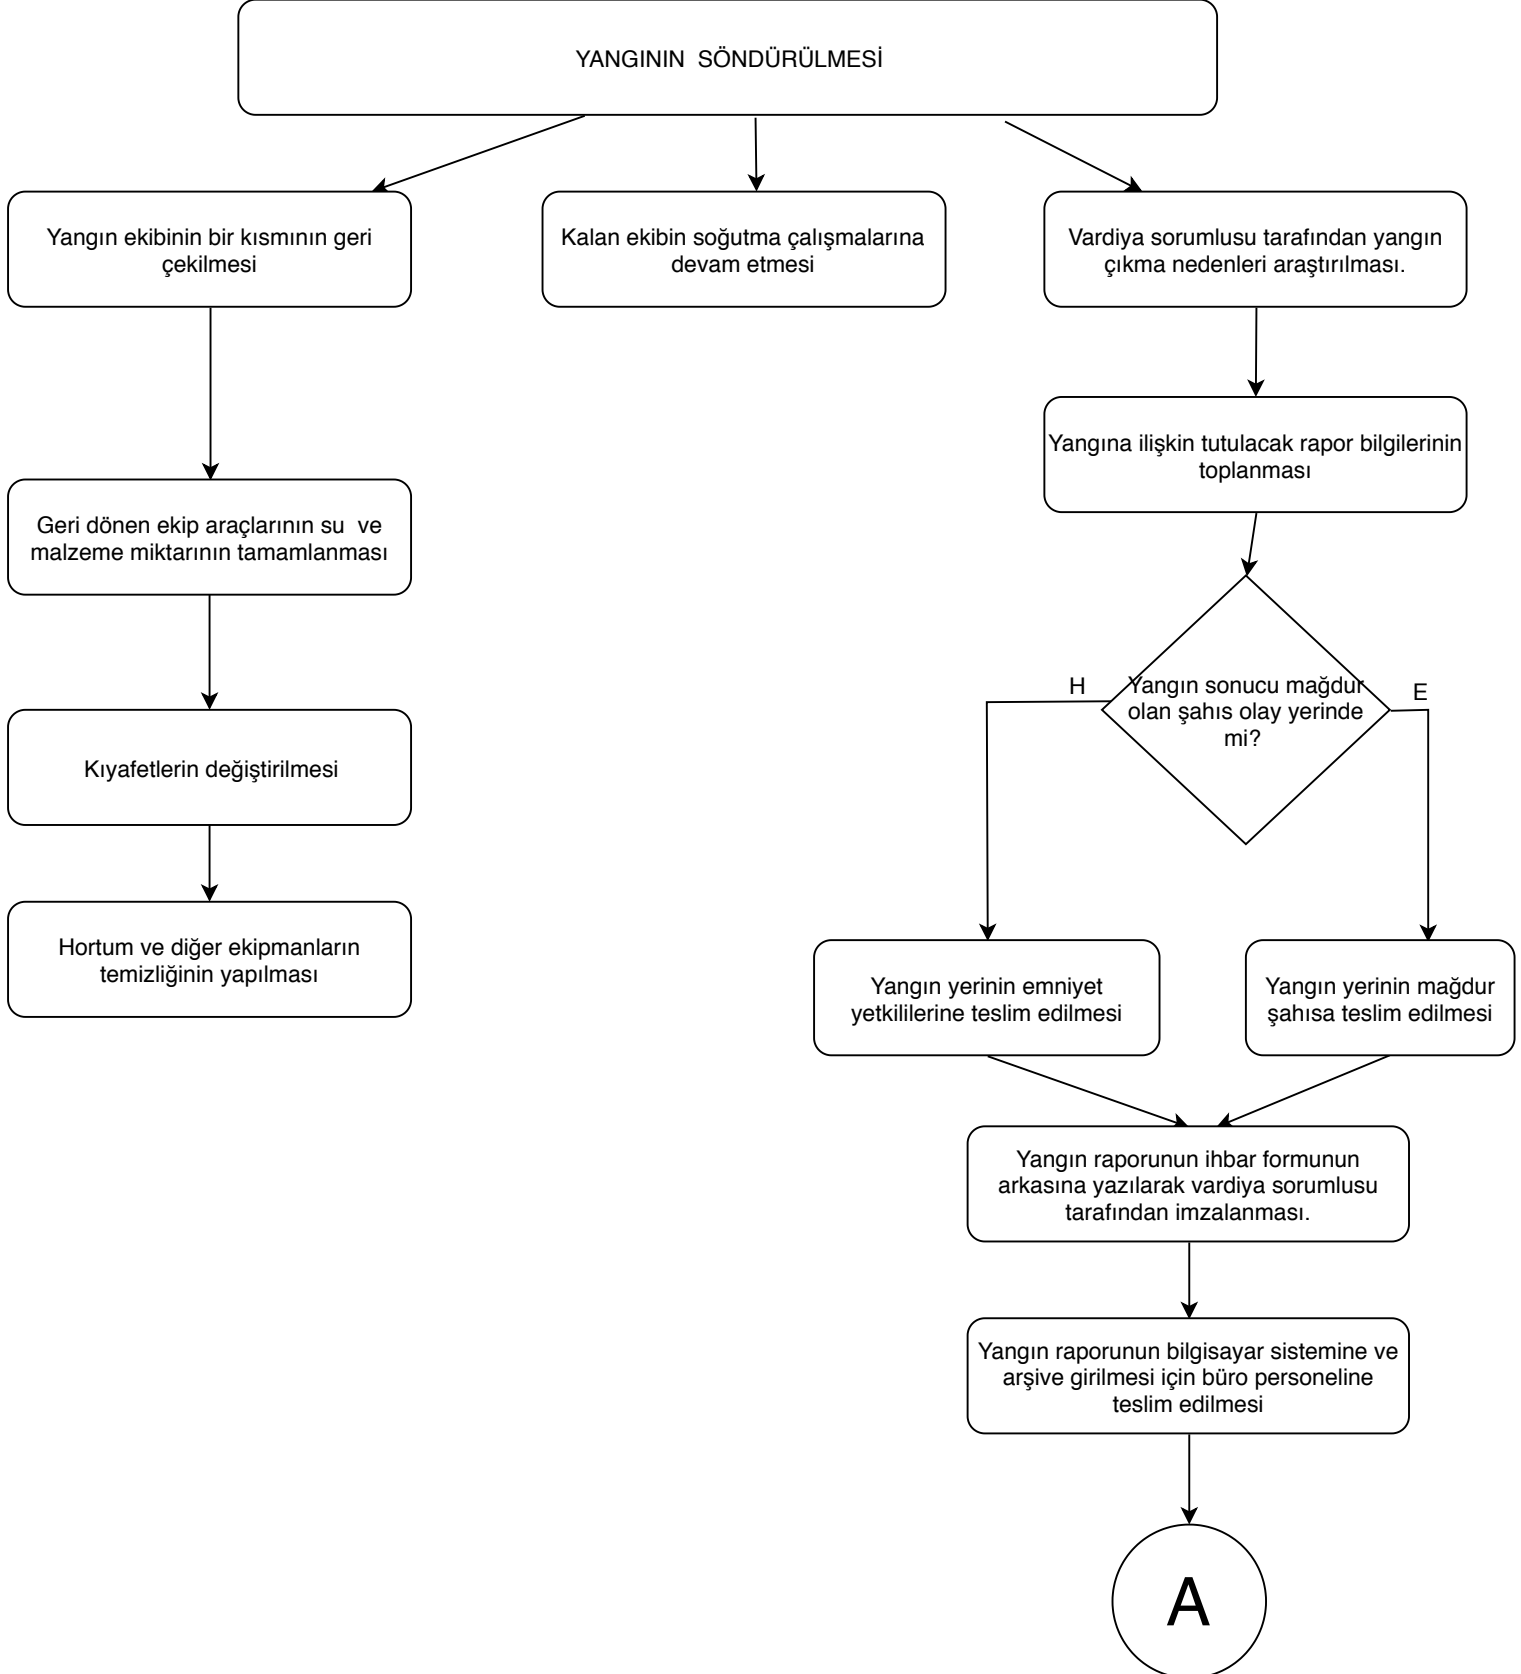 YANGININ  SÖNDÜRÜLMESİ
Yangın ekibinin bir kısmının geri
çekilmesi
Kalan ekibin soğutma çalışmalarına
devam etmesi
Vardiya sorumlusu tarafından yangın
çıkma nedenleri araştırılması.
Yangına ilişkin tutulacak rapor bilgilerinin
toplanması
Geri dönen ekip araçlarının su  ve
malzeme miktarının tamamlanması
H
Yangın sonucu mağdur
olan şahıs olay yerinde
mi?
E
Kıyafetlerin değiştirilmesi
Hortum ve diğer ekipmanların
temizliğinin yapılması
Yangın yerinin emniyet
yetkililerine teslim edilmesi
Yangın yerinin mağdur
şahısa teslim edilmesi
Yangın raporunun ihbar formunun
arkasına yazılarak vardiya sorumlusu
tarafından imzalanması.
Yangın raporunun bilgisayar sistemine ve
arşive girilmesi için büro personeline
teslim edilmesi
A